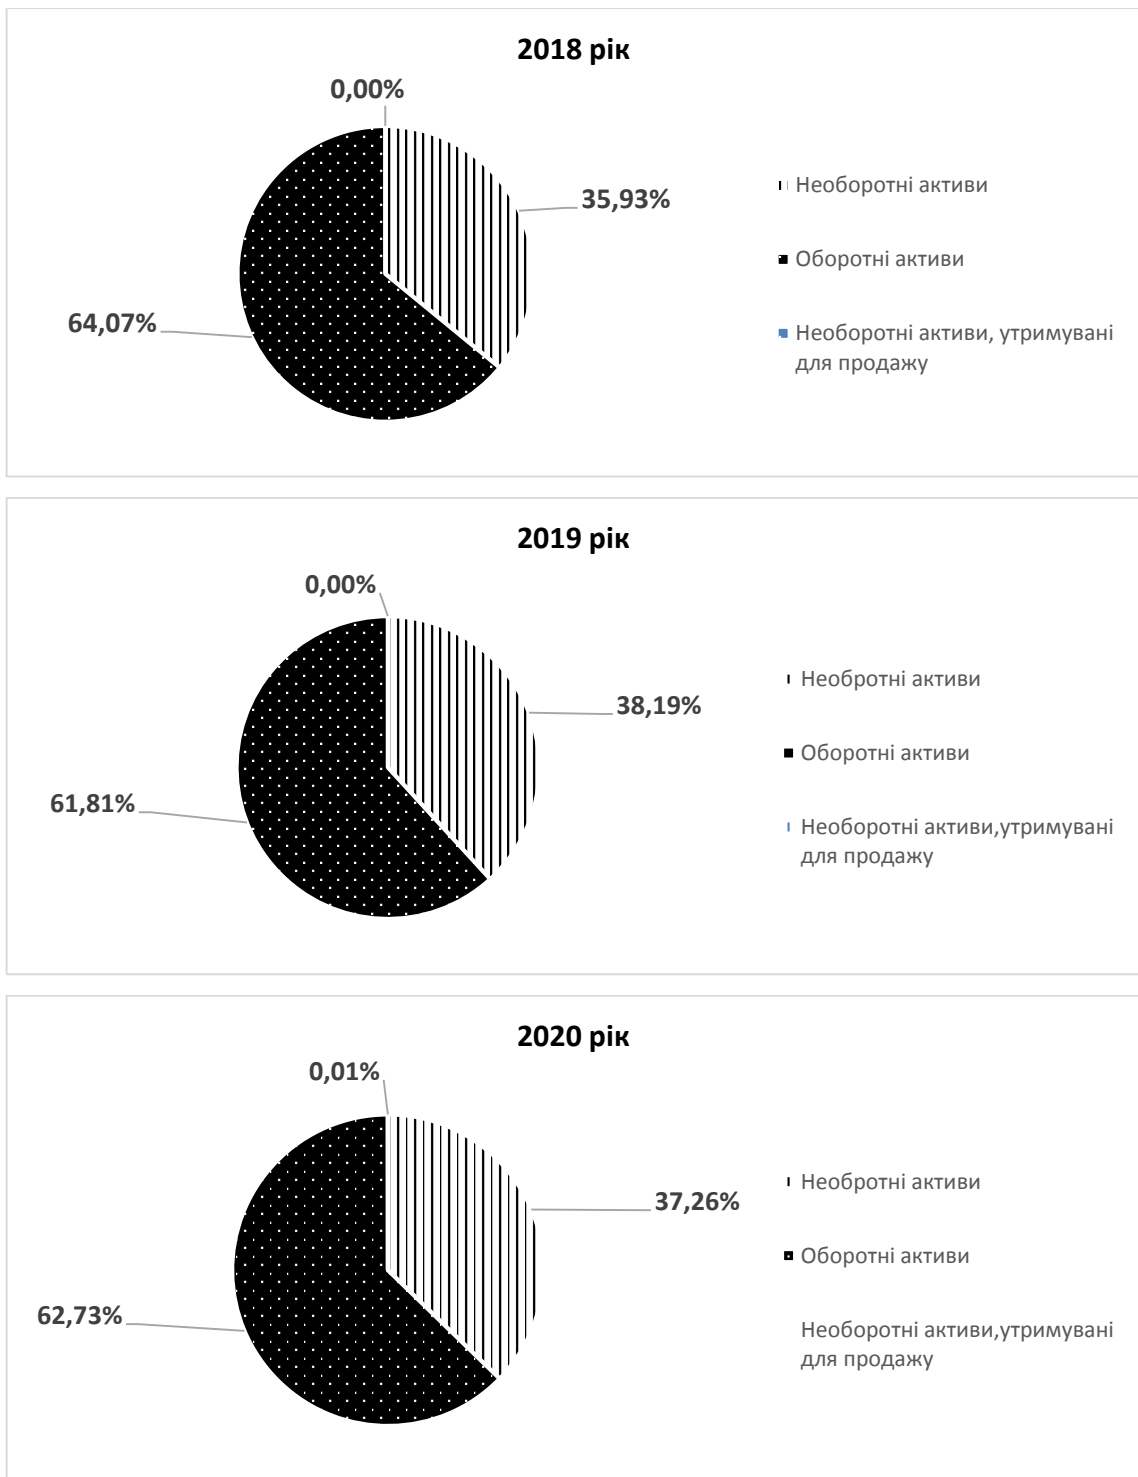 2018 рік
0,00%
35,93%
64,07%
Необоротні активи
Оборотні активи
Необоротні активи, утримувані
для продажу
2019 рік
0,00%
38,19%
61,81%
Необротні активи
Оборотні активи
Необоротні активи,утримувані
для продажу
2020 рік
0,01%
37,26%
62,73%
Необротні активи
Оборотні активи
Необоротні активи,утримувані
для продажу